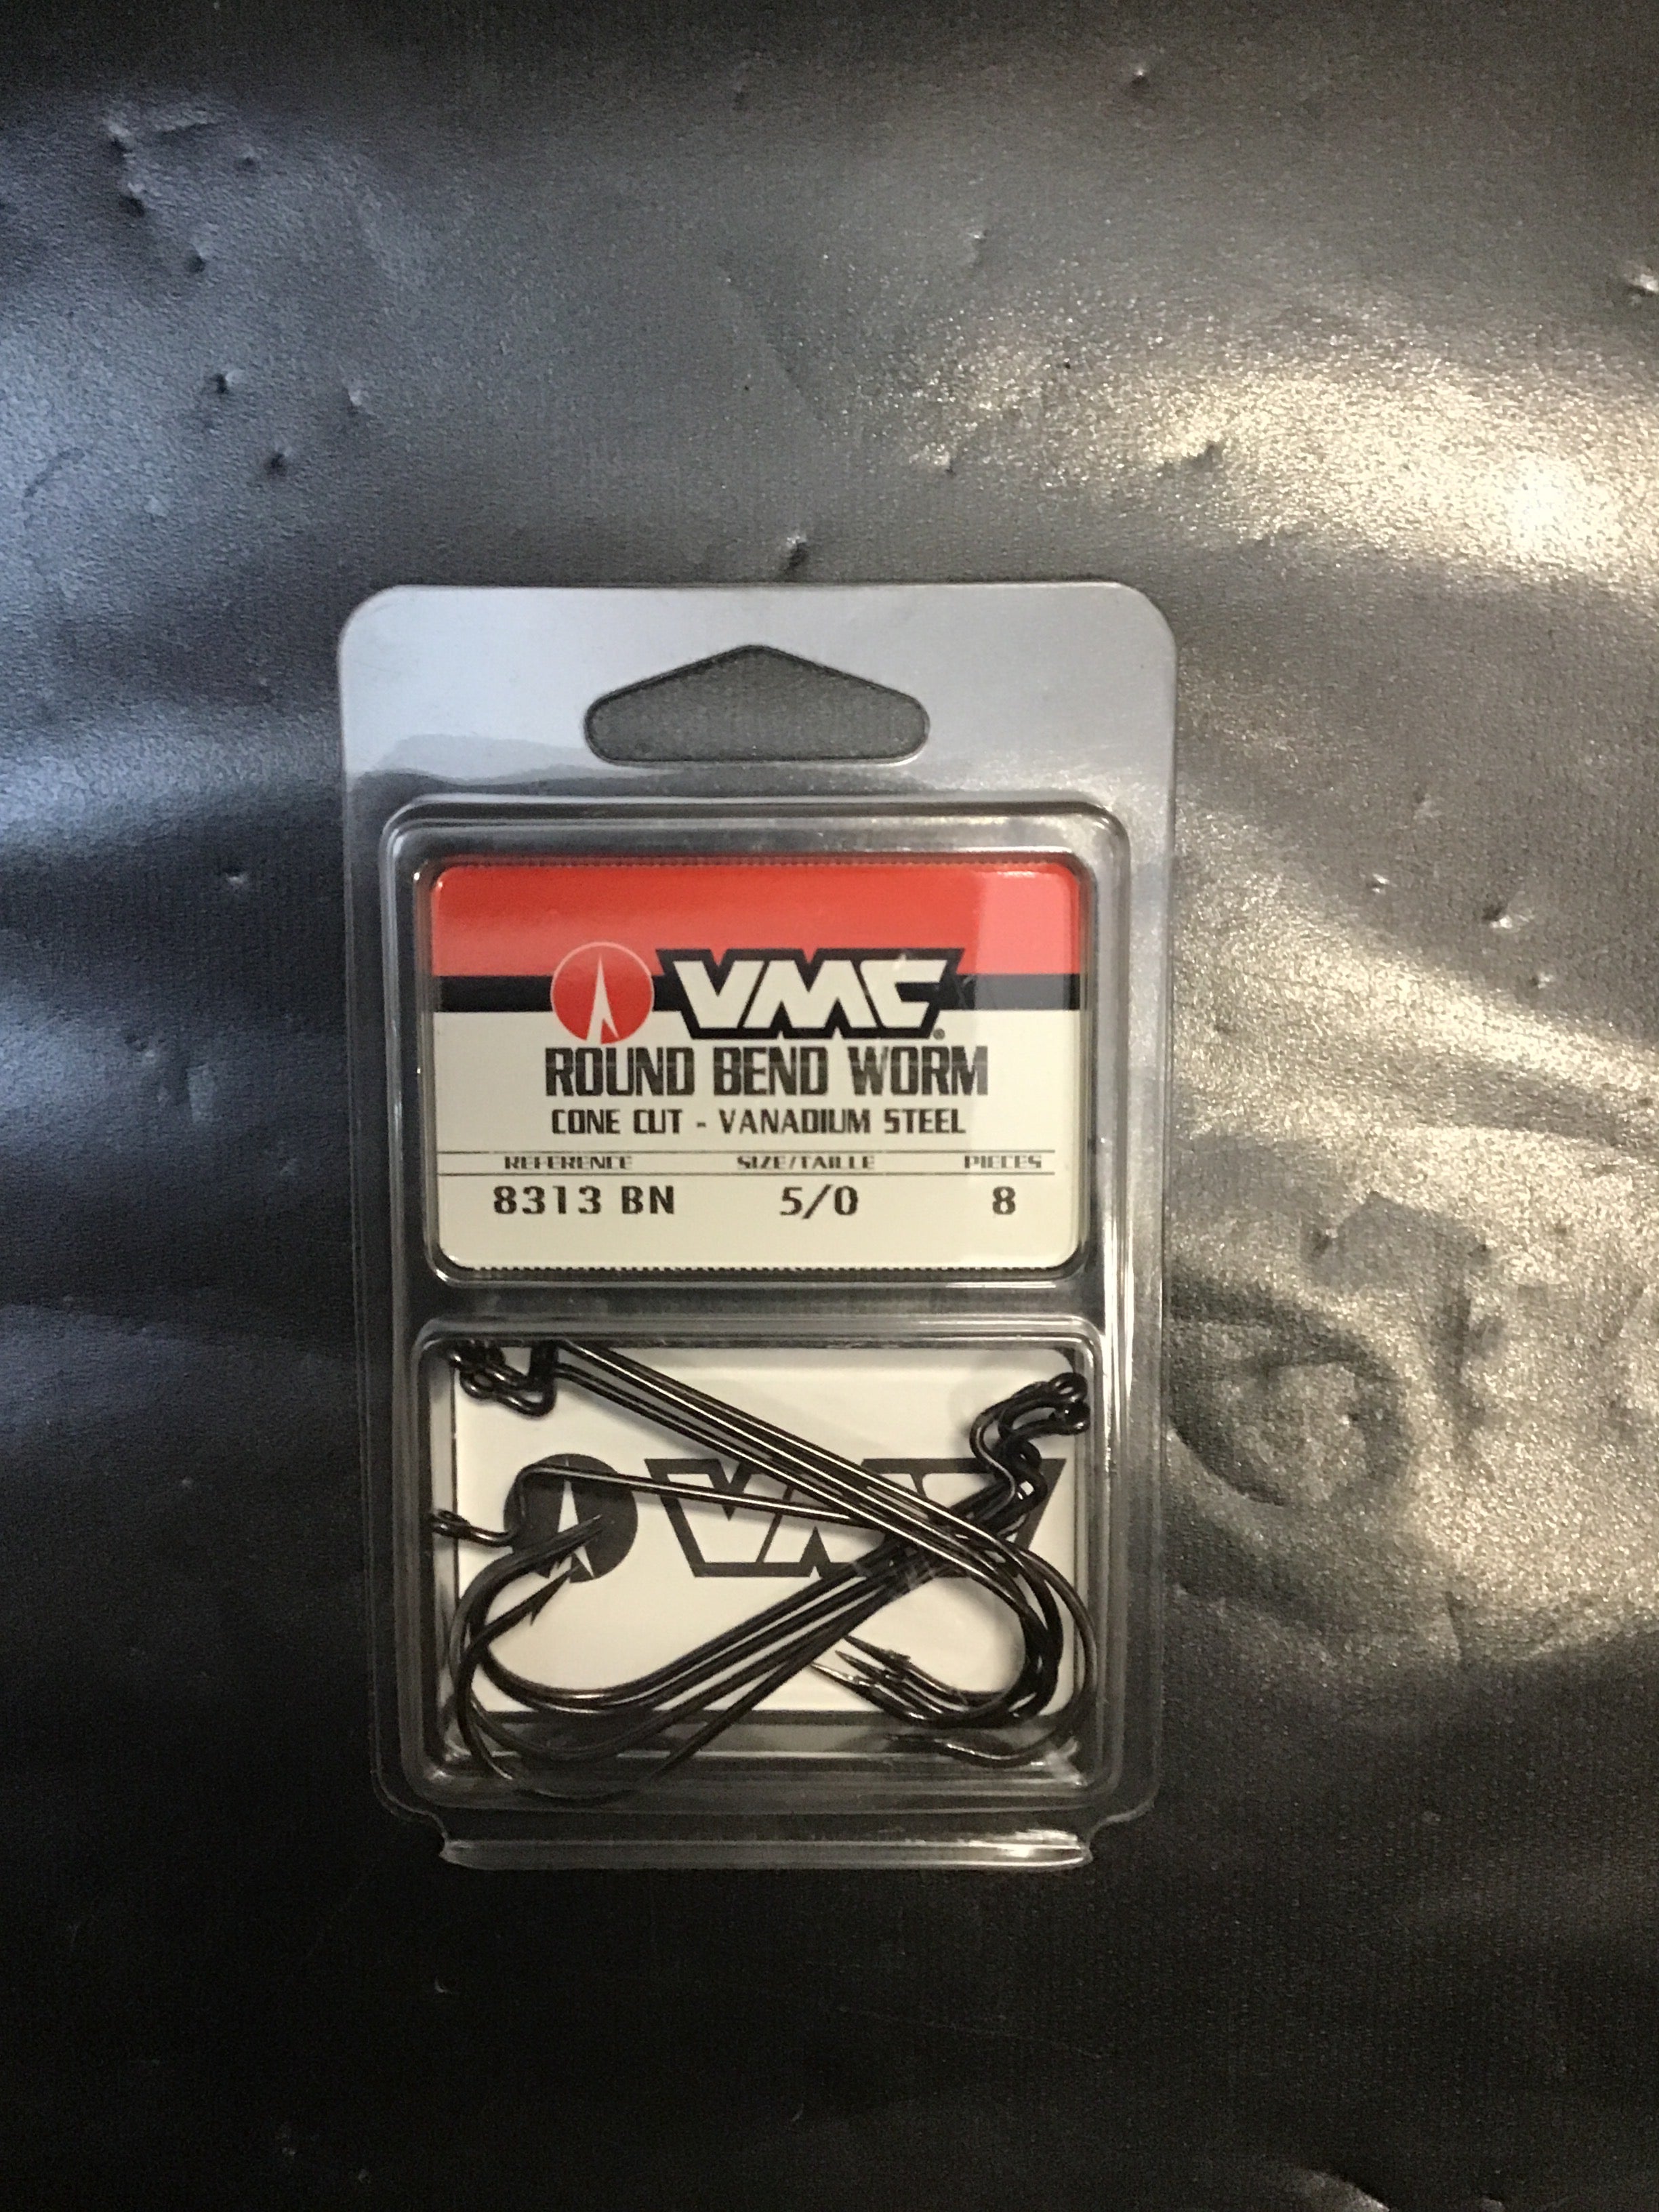 VMC®
ROUND BEND WORM
CONE CUT - VANADIUM STEEL
REFERENCE SIZE/TAILLE PIECES
8313 BN 5/0 8
VMC